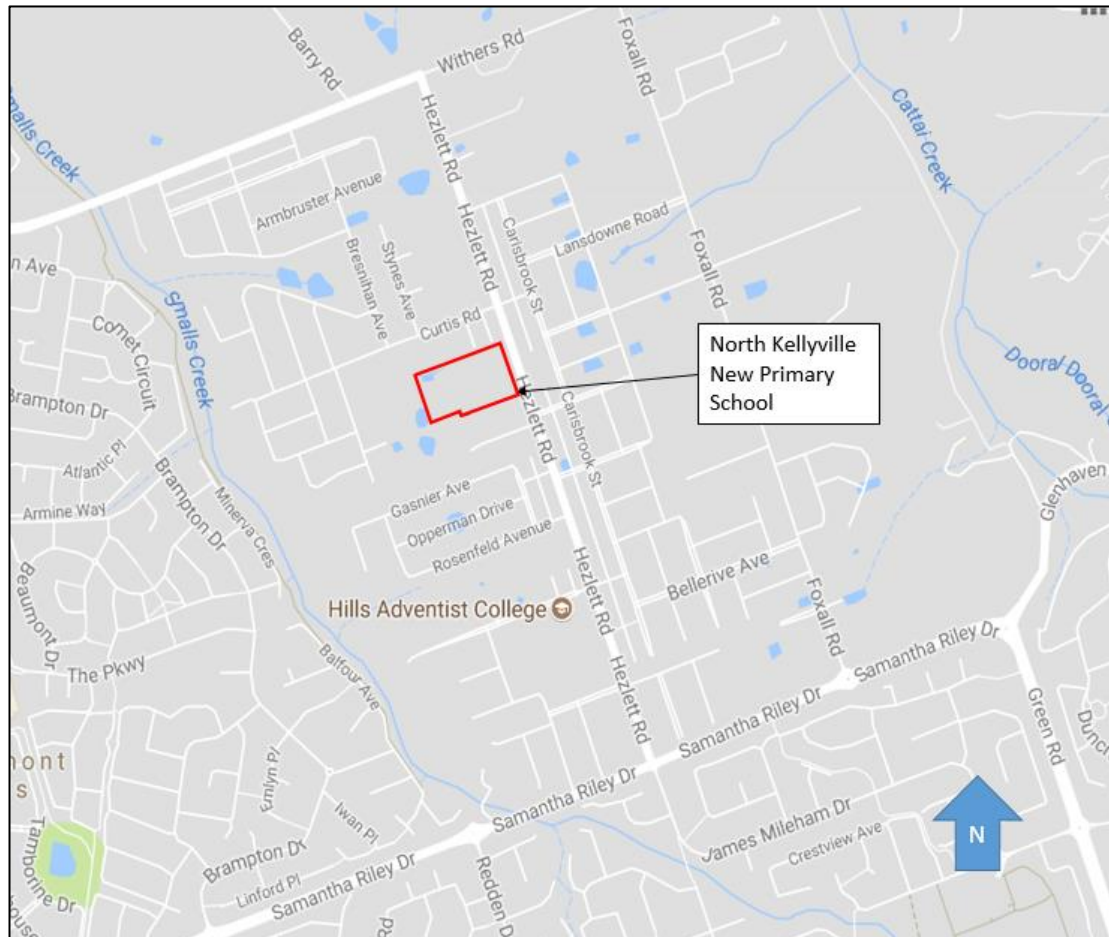 Barry Rd
Withers Rd
Foxall Rd
Smalls Creek
Hezlett Rd
Cattai Creek
Armbruster Avenue
Hezlett Rd
Carisbrook St
Lansdowne Road
Stynes Ave
Bresnihan Ave
Foxall Rd
Smalls Creek
Comet Circuit
Curtis Rd
North Kellyville
New Primary
School
Dooral Dooral
Brampton Dr
Hezlett Rd
Carisbrook St
Atlantic Pl
Armine Way
Brampton Dr
Minerva Cres
Gasnier Ave
Opperman Drive
Rosenfeld Avenue
Glenhaven
Beaumont Dr
Hezlett Rd
Bellerive Ave
Hills Adventist College
Foxall Rd
The Pkwy
Balfour Ave
Samantha Riley Dr
Hezlett Rd
Samantha Riley Dr
Green Rd
Emlyn Pl
Iwan Pl
Samantha Riley Dr
James Mileham Dr
Crestview Ave
N
Brampton Dr
Linford Pl
Samantha Riley Dr
Redden D
Tamborine Dr